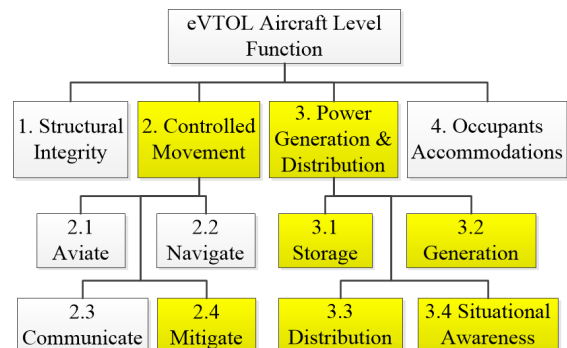 eVTOL Aircraft Level
Function
1. Structural
Integrity
2. Controlled
Movement
3. Power
Generation &
Distribution
4. Occupants
Accommodations
2.1
Aviate
2.2
Navigate
3.1
Storage
3.2
Generation
2.3
Communicate
2.4
Mitigate
3.3
Distribution
3.4 Situational
Awareness